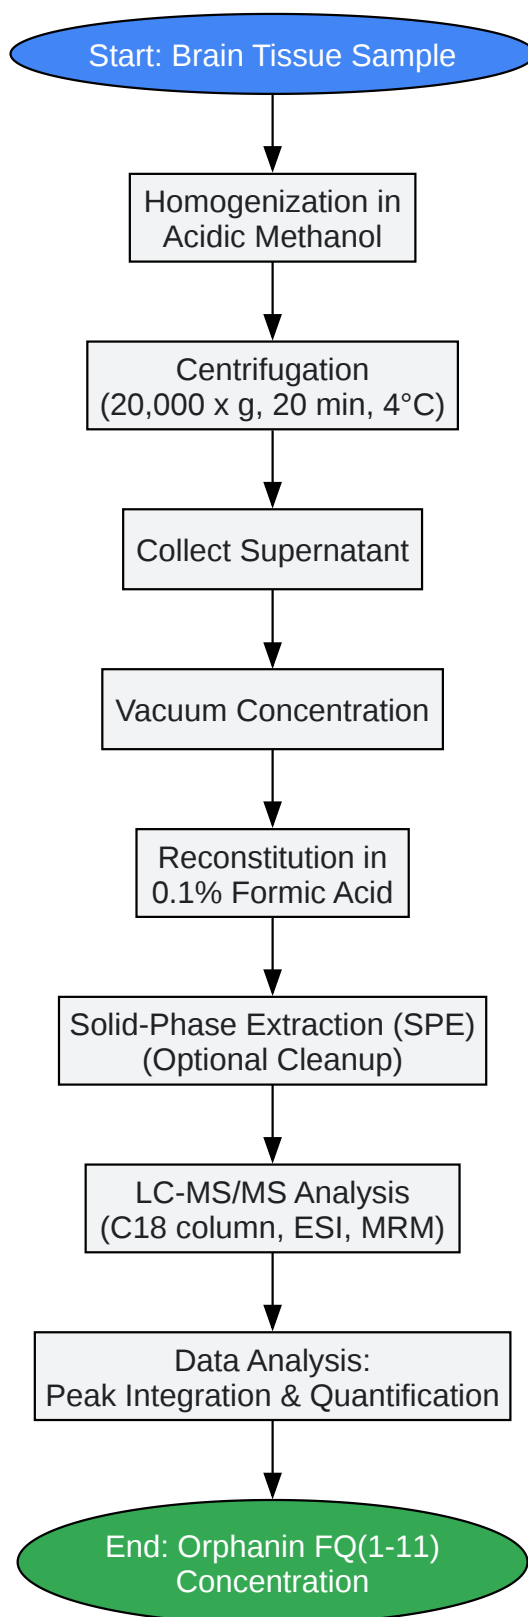 Start: Brain Tissue Sample
Homogenization in
Acidic Methanol
Centrifugation
(20,000 x g, 20 min, 4°C)
Collect Supernatant
Vacuum Concentration
Reconstitution in
0.1% Formic Acid
Solid-Phase Extraction (SPE)
(Optional Cleanup)
LC-MS/MS Analysis
(C18 column, ESI, MRM)
Data Analysis:
Peak Integration & Quantification
End: Orphanin FQ(1-11)
Concentration